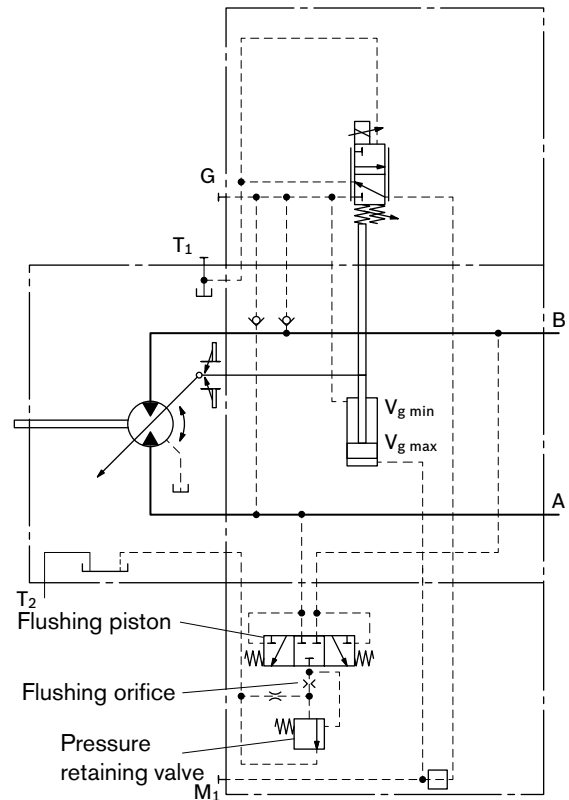 G
T1
B
Vg min
Vg max
A
T2
Flushing piston
Flushing orifice
Pressure
retaining valve
M1